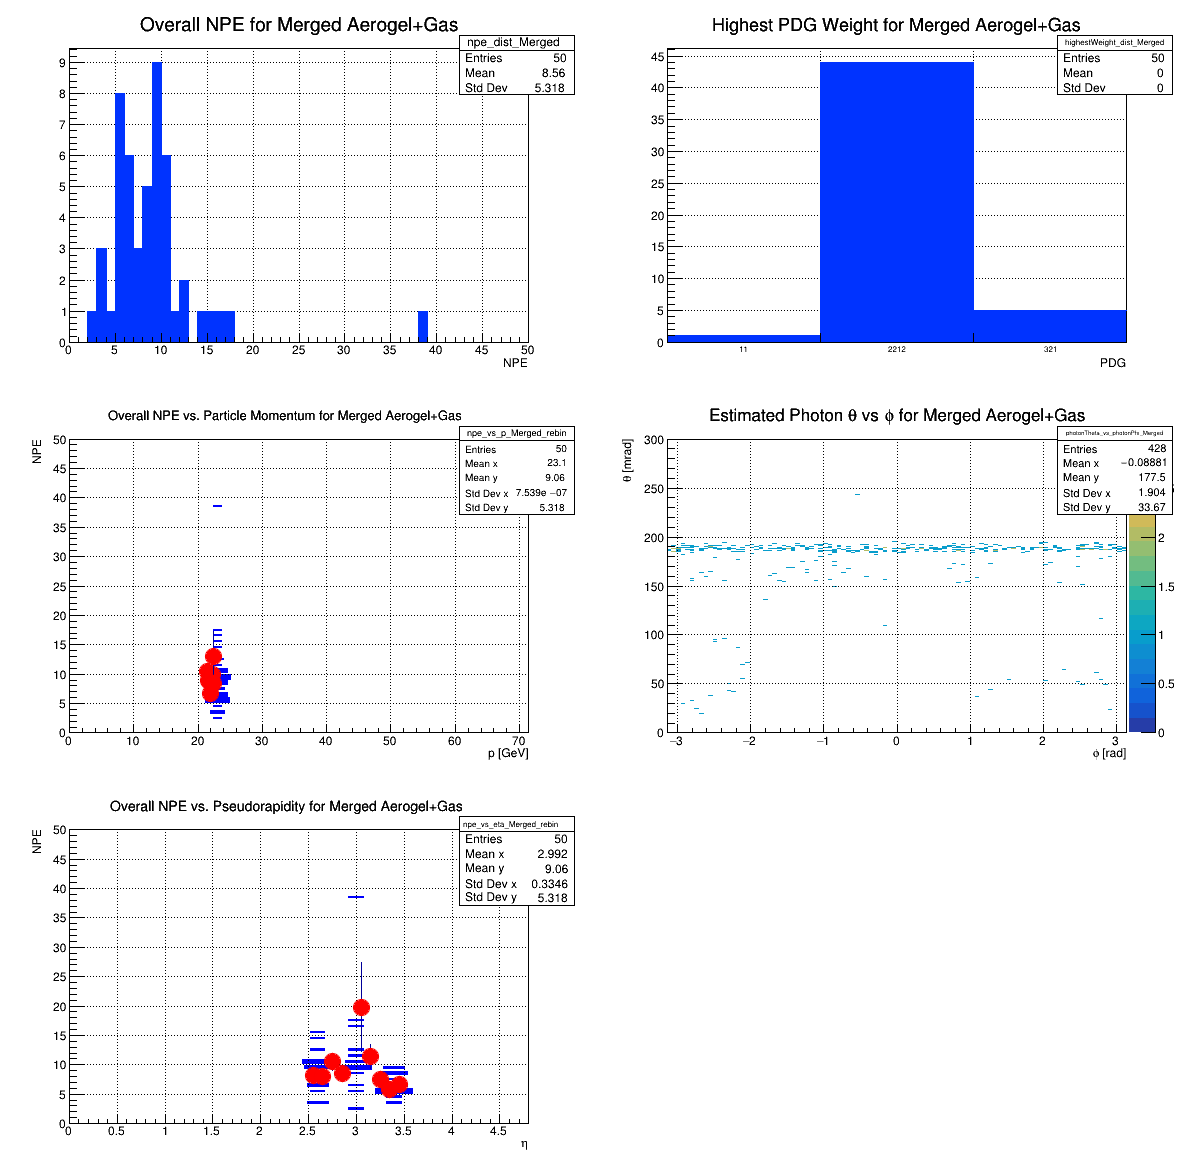 Overall NPE for Merged Aerogel+Gas
npe_dist_Merged
Entries 50
Mean 8.56
Std Dev 5.318
9
8
7
6
5
4
3
2
1
0
0 5 10 15 20 25 30 35 40 45 50
NPE
Highest PDG Weight for Merged Aerogel+Gas
highestWeight_dist_Merged
Entries 50
Mean 0
Std Dev 0
45
40
35
30
25
20
15
10
5
0
11 2212 321
PDG
Overall NPE vs. Particle Momentum for Merged Aerogel+Gas
npe_vs_p_Merged_rebin
Entries 50
Mean x 23.1
Mean y 9.06
Std Dev x 7.539e −07
Std Dev y 5.318
NPE
50
45
40
35
30
25
20
15
10
5
0
0 10 20 30 40 50 60 70
p [GeV]
Estimated Photon θ vs ϕ for Merged Aerogel+Gas
photonTheta_vs_photonPhi_Merged
Entries 428
Mean x −0.08881
Mean y 177.5
Std Dev x 1.904
Std Dev y 33.67
θ [mrad]
300
250
200
150
100
50
0
−3 −2 −1 0 1 2 3
ϕ [rad]
2
1.5
1
0.5
0
Overall NPE vs. Pseudorapidity for Merged Aerogel+Gas
npe_vs_eta_Merged_rebin
Entries 50
Mean x 2.992
Mean y 9.06
Std Dev x 0.3346
Std Dev y 5.318
NPE
50
45
40
35
30
25
20
15
10
5
0
0 0.5 1 1.5 2 2.5 3 3.5 4 4.5
η